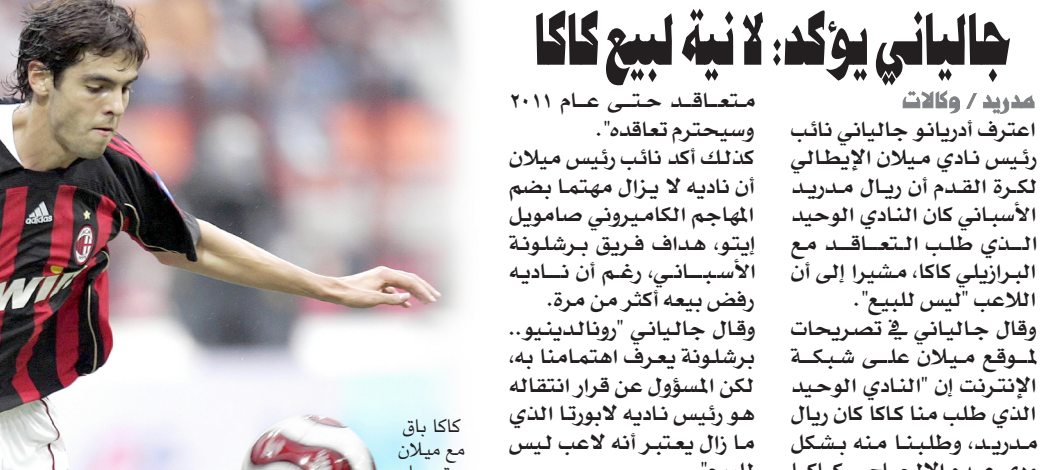 جالياني يؤكد: لا نية لبيع كاكا
مدريد / وكالات
اعترف أدريانو جالياني نائب
رئيس نادي ميلان الإيطالي
لكرة القدم أن ريال مدريد
الأسباني كان النادي الوحيد
الذي طلب التعاقد مع
البرازيلي كاكا، مشيرا إلى أن
اللاعب "ليس للبيع".
وقال جالياني في تصريحات
لموقع ميلان على شبكة
الإنترنت إن "النادي الوحيد
الذي طلب منا كاكا كان ريال
مدريد، وطلبنا منه بشكل
متعاقد حتى عام ٢٠١١
وسيحترم تعاقده".
كذلك أكد نائب رئيس ميلان
أن ناديه لا يزال مهتما بضم
المهاجم الكاميروني صامويل
إيتو، هداف فريق برشلونة
الأسباني، رغم أن ناديه
رفض بيعه أكثر من مرة.
وقال جالياني "رونالدينيو..
برشلونة يعرف اهتمامنا به،
لكن المسؤول عن قرار انتقاله
هو رئيس ناديه لابورتا الذي
ما زال يعتبر أنه لاعب ليس
للبيع"
كاكا باق
مع ميلان
adidas
win